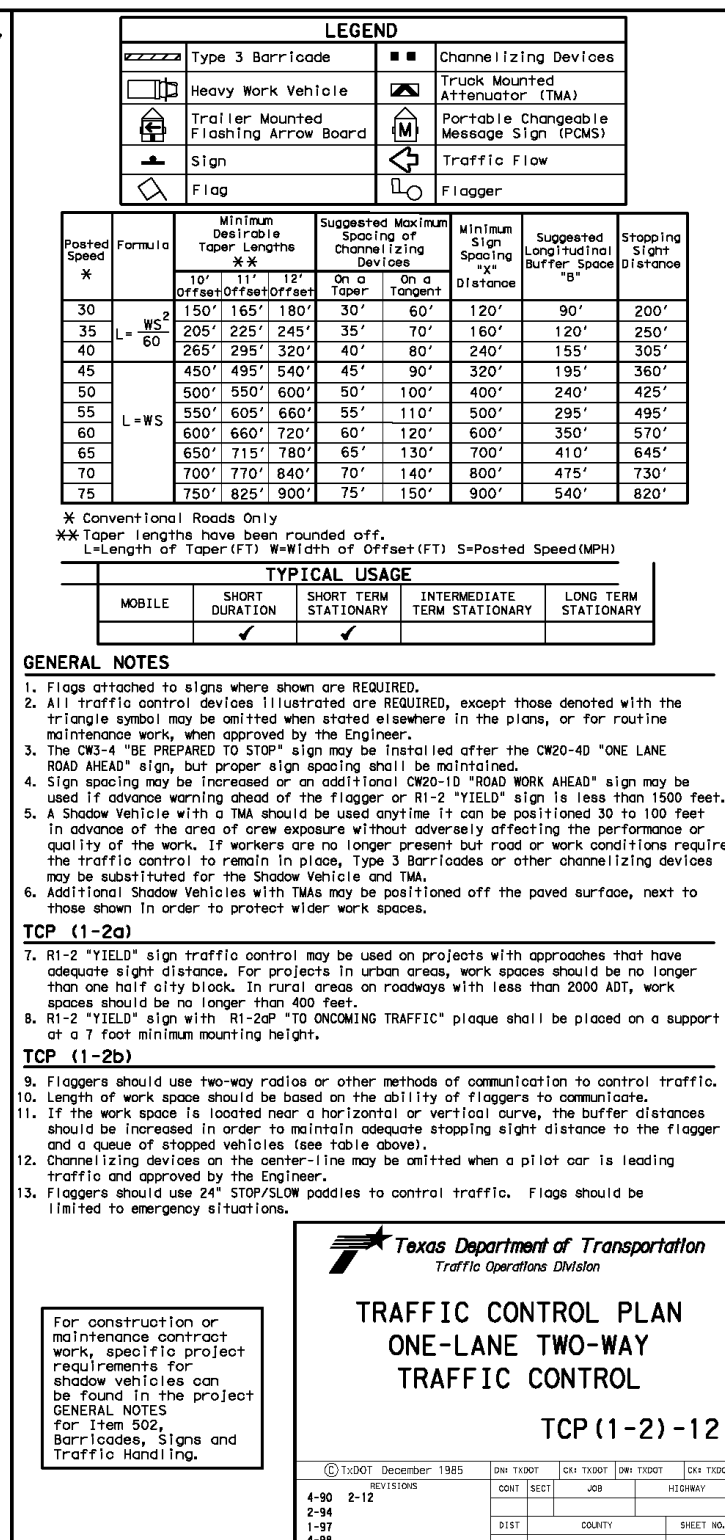 LEGEND
Type 3 Barricade
Channelizing Devices
Heavy Work Vehicle
Truck Mounted
Attenuator (TMA)
Trailer Mounted
Flashing Arrow Board
M
Portable Changeable
Message Sign (PCMS)
Sign
Traffic Flow
Flag
Flagger
Posted
Speed
*
Formula
Minimum
Desirable
Taper Lengths
**
Suggested Maximum
Spacing of
Channelizing
Devices
Minimum
Sign
Spacing
"X"
Distance
Suggested
Longitudinal
Buffer Space
"B"
Stopping
Sight
Distance
10' Offset 11' Offset 12' Offset On a Taper On a Tangent
30 150' 165' 180' 30' 60' 120' 90' 200'
35 L= WS²/60 205' 225' 245' 35' 70' 160' 120' 250'
40 265' 295' 320' 40' 80' 240' 155' 305'
45 450' 495' 540' 45' 90' 320' 195' 360'
50 500' 550' 600' 50' 100' 400' 240' 425'
55 L=WS 550' 605' 660' 55' 110' 500' 295' 495'
60 600' 660' 720' 60' 120' 600' 350' 570'
65 650' 715' 780' 65' 130' 700' 410' 645'
70 700' 770' 840' 70' 140' 800' 475' 730'
75 750' 825' 900' 75' 150' 900' 540' 820'
* Conventional Roads Only
** Taper lengths have been rounded off.
L=Length of Taper(FT) W=Width of Offset(FT) S=Posted Speed(MPH)
TYPICAL USAGE
MOBILE
SHORT
DURATION
SHORT TERM
STATIONARY
INTERMEDIATE
TERM STATIONARY
LONG TERM
STATIONARY
✓ ✓
GENERAL NOTES
1. Flags attached to signs where shown are REQUIRED.
2. All traffic control devices illustrated are REQUIRED, except those denoted with the
triangle symbol may be omitted when stated elsewhere in the plans, or for routine
maintenance work, when approved by the Engineer.
3. The CW3-4 "BE PREPARED TO STOP" sign may be installed after the CW20-4D "ONE LANE
ROAD AHEAD" sign, but proper sign spacing shall be maintained.
4. Sign spacing may be increased or an additional CW20-1D "ROAD WORK AHEAD" sign may be
used if advance warning ahead of the flagger or R1-2 "YIELD" sign is less than 1500 feet.
5. A Shadow Vehicle with a TMA should be used anytime it can be positioned 30 to 100 feet
in advance of the area of crew exposure without adversely affecting the performance or
quality of the work. If workers are no longer present but road or work conditions require
the traffic control to remain in place, Type 3 Barricades or other channelizing devices
may be substituted for the Shadow Vehicle and TMA.
6. Additional Shadow Vehicles with TMAs may be positioned off the paved surface, next to
those shown in order to protect wider work spaces.
TCP (1-2a)
7. R1-2 "YIELD" sign traffic control may be used on projects with approaches that have
adequate sight distance. For projects in urban areas, work spaces should be no longer
than one half city block. In rural areas on roadways with less than 2000 ADT, work
spaces should be no longer than 400 feet.
8. R1-2 "YIELD" sign with R1-2aP "TO ONCOMING TRAFFIC" plaque shall be placed on a support
at a 7 foot minimum mounting height.
TCP (1-2b)
9. Flaggers should use two-way radios or other methods of communication to control traffic.
10. Length of work space should be based on the ability of flaggers to communicate.
11. If the work space is located near a horizontal or vertical curve, the buffer distances
should be increased in order to maintain adequate stopping sight distance to the flagger
and a queue of stopped vehicles (see table above).
12. Channelizing devices on the center-line may be omitted when a pilot car is leading
traffic and approved by the Engineer.
13. Flaggers should use 24" STOP/SLOW paddles to control traffic. Flags should be
limited to emergency situations.
For construction or
maintenance contract
work, specific project
requirements for
shadow vehicles can
be found in the project
GENERAL NOTES
for Item 502,
Barricades, Signs and
Traffic Handling.
Texas Department of Transportation
Traffic Operations Division
TRAFFIC CONTROL PLAN
ONE-LANE TWO-WAY
TRAFFIC CONTROL
TCP(1-2)-12
© TxDOT December 1985 DN: TXDOT CK: TXDOT DW: TXDOT CK: TXDO
REVISIONS CONT SECT JOB HIGHWAY
4-90 2-12
2-94
1-97 DIST COUNTY SHEET NO.
4-98